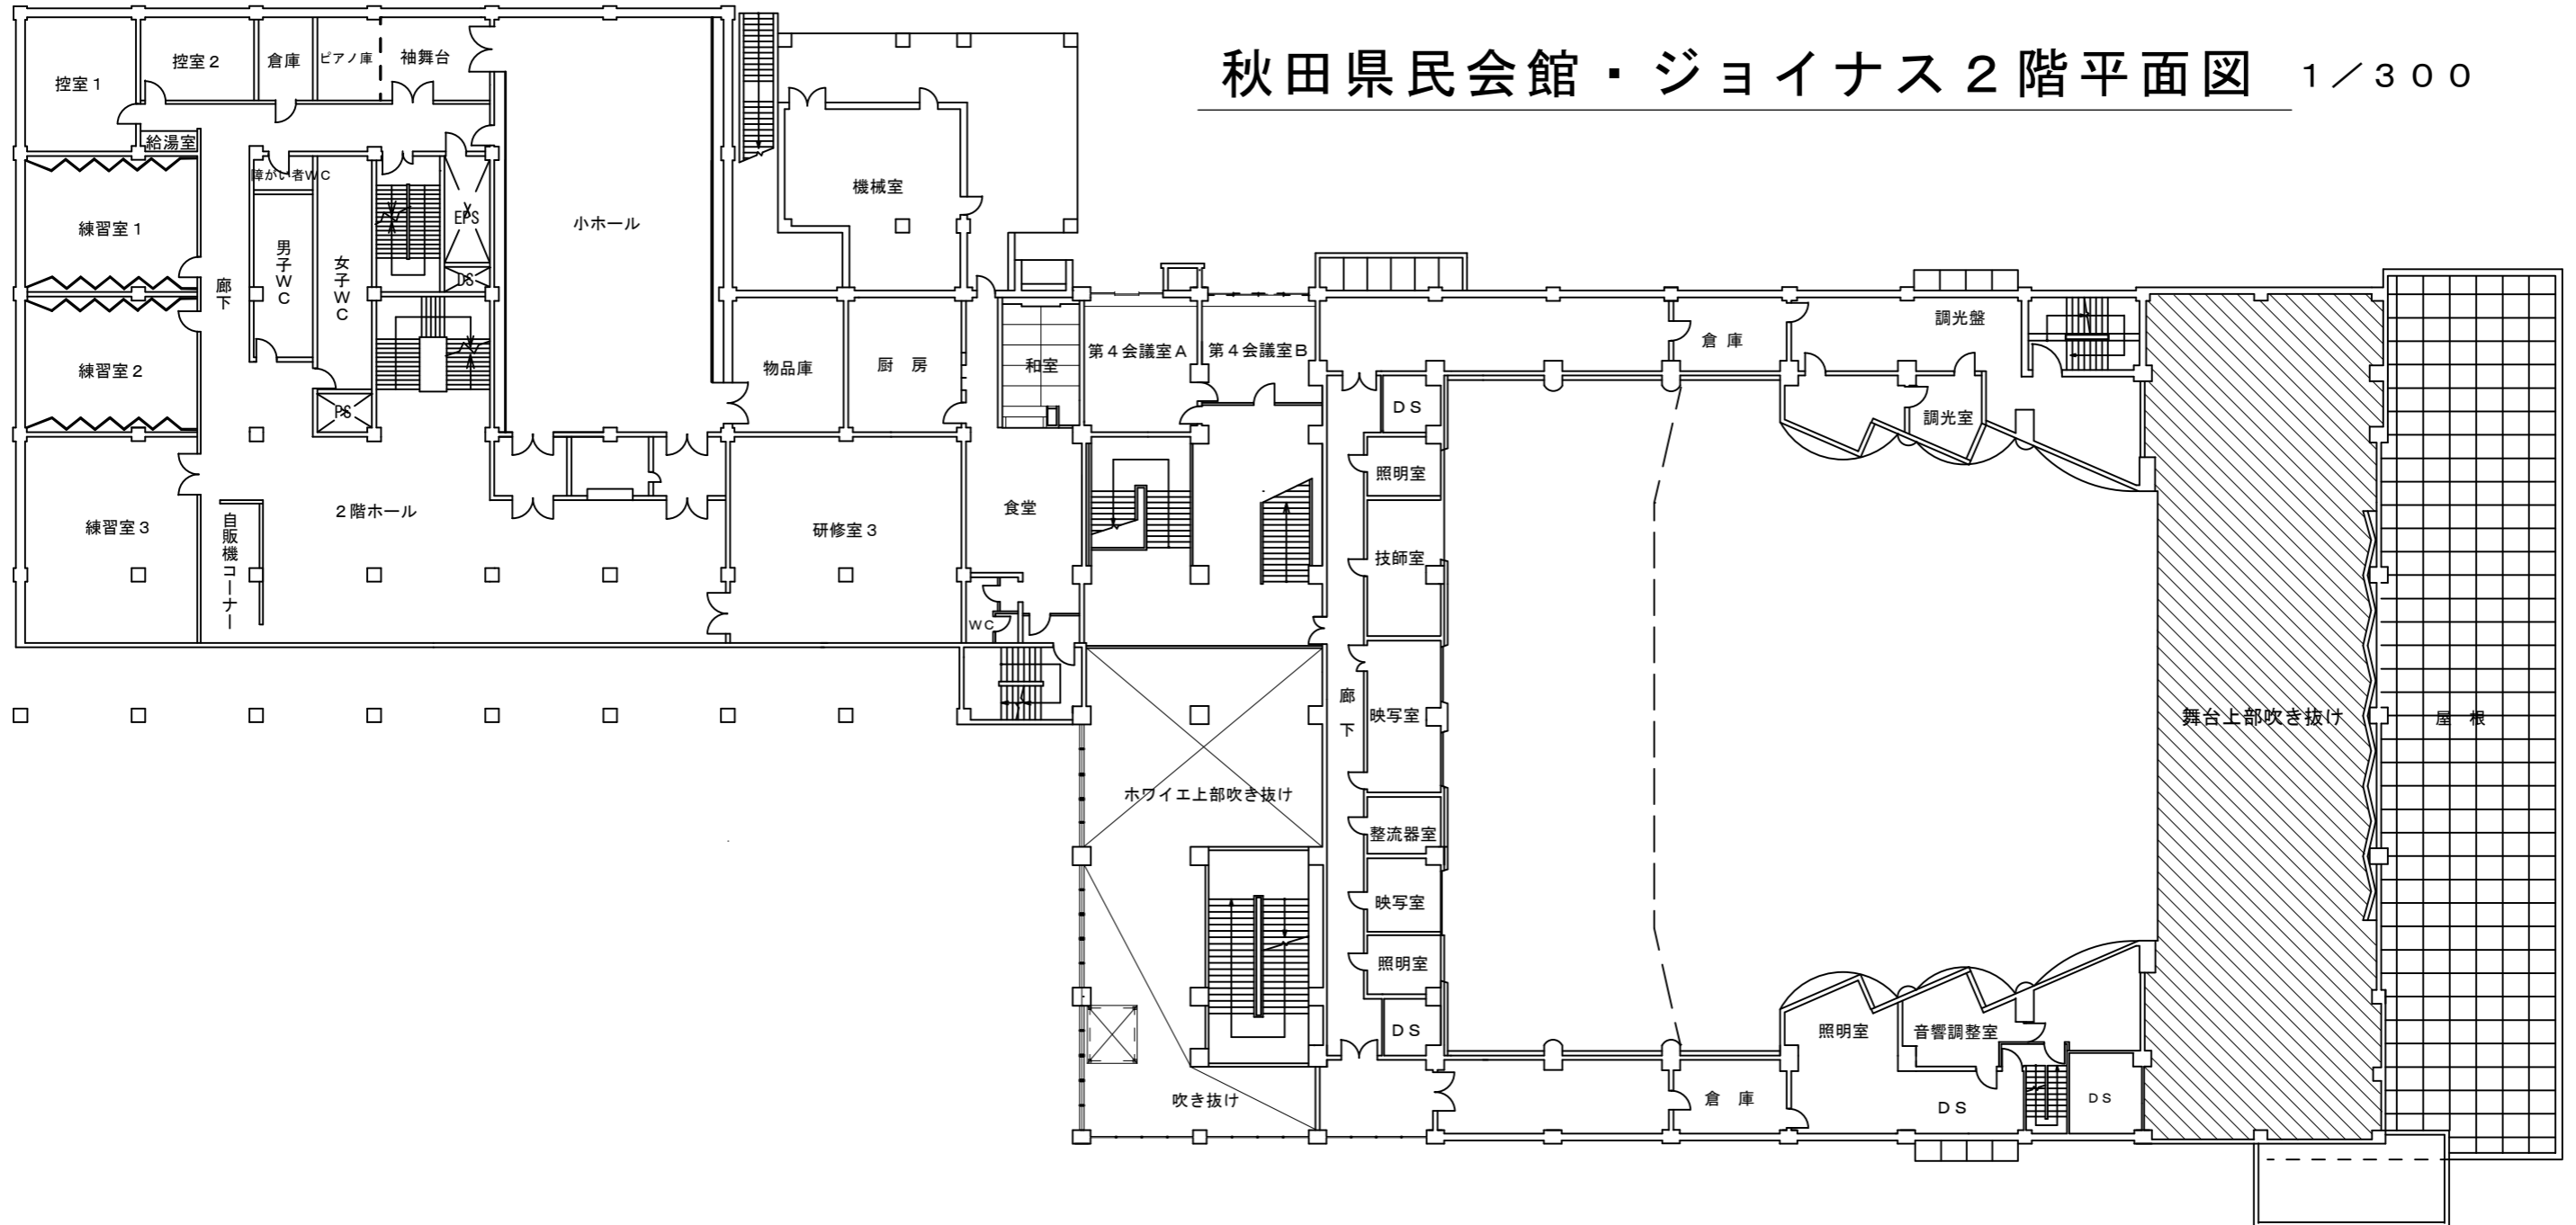 秋田県民会館・ジョイナス２階平面図 １／３００
控室１
控室２
倉庫
ピアノ庫
袖舞台
給湯室
障がい者ＷＣ
練習室１
男子ＷＣ
女子ＷＣ
EPS
DS
小ホール
機械室
廊下
練習室２
PS
物品庫
厨　房
和室
第４会議室Ａ
第４会議室Ｂ
倉 庫
調光盤
ＤＳ
調光室
照明室
練習室３
自販機コーナー
２階ホール
研修室３
食堂
技師室
ＷＣ
廊下
映写室
舞台上部吹き抜け
屋　根
ホワイエ上部吹き抜け
整流器室
映写室
照明室
ＤＳ
照明室
音響調整室
吹き抜け
倉　庫
ＤＳ
ＤＳ